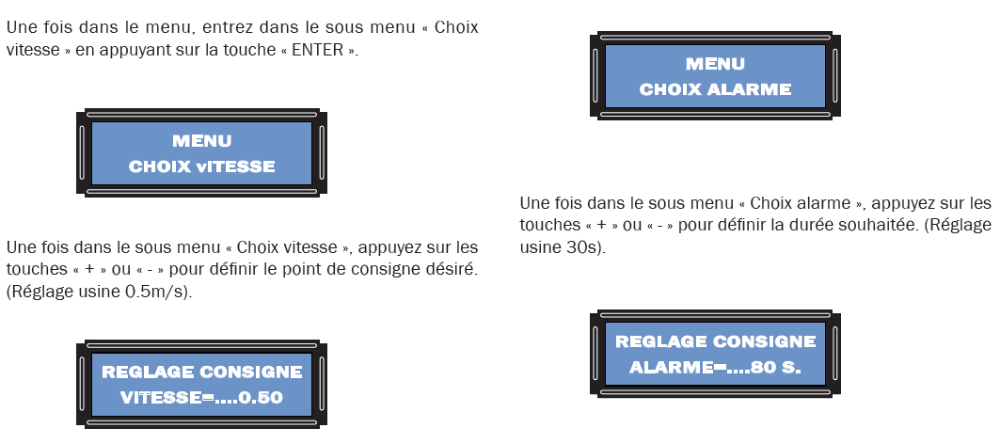 Une fois dans le menu, entrez dans le sous menu « Choix
vitesse » en appuyant sur la touche « ENTER ».
MENU
CHOIX vITESSE
Une fois dans le sous menu « Choix vitesse », appuyez sur les
touches « + » ou « - » pour définir le point de consigne désiré.
(Réglage usine 0.5m/s).
REGLAGE CONSIGNE
VITESSE=....0.50
MENU
CHOIX ALARME
Une fois dans le sous menu « Choix alarme », appuyez sur les
touches « + » ou « - » pour définir la durée souhaitée. (Réglage
usine 30s).
REGLAGE CONSIGNE
ALARME=....80 S.